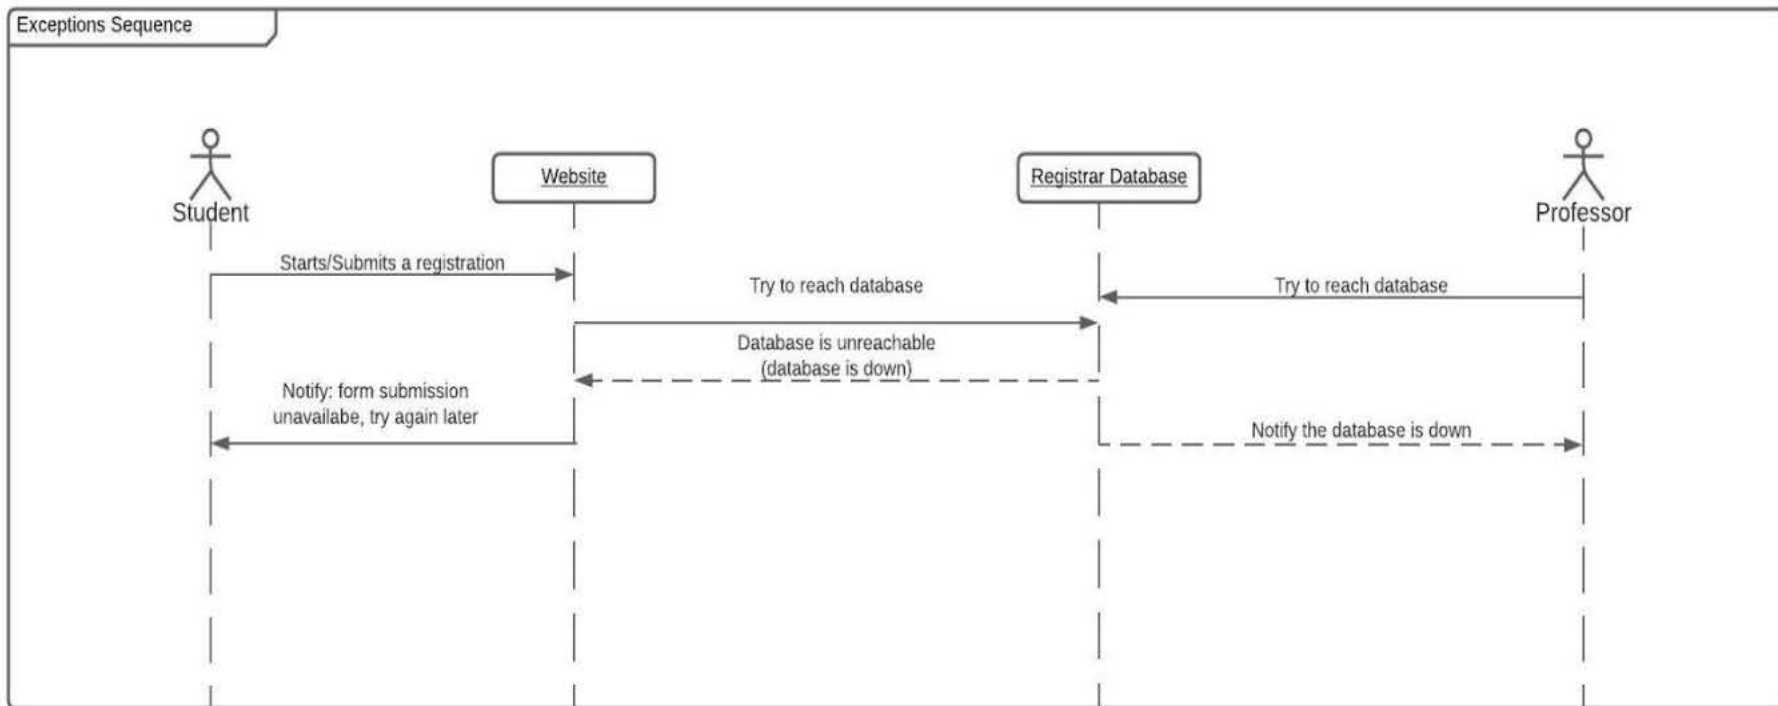 Exceptions Sequence
Student
Website
Registrar Database
Professor
Starts/Submits a registration
Try to reach database
Try to reach database
Database is unreachable
(database is down)
Notify: form submission
unavailabe, try again later
Notify the database is down